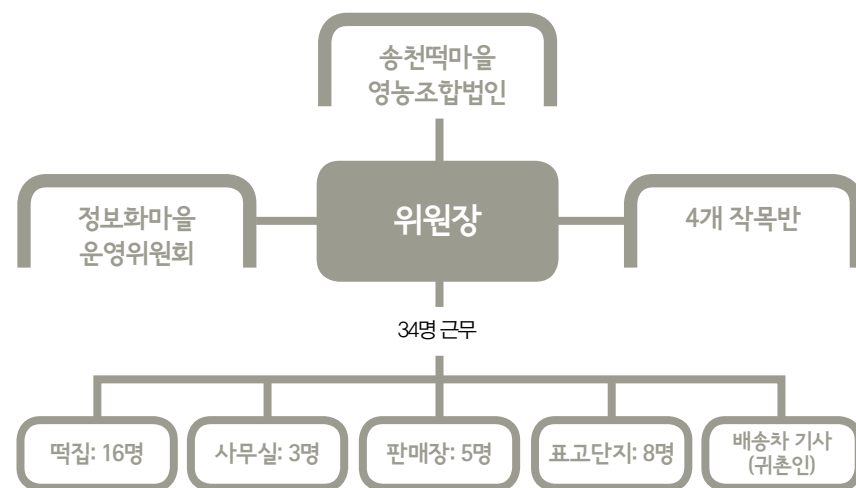 송천떡마을
영농조합법인
정보화마을
운영위원회
위원장
4개 작목반
34명 근무
떡집: 16명
사무실: 3명
판매장: 5명
표고단지: 8명
배송차 기사
(귀촌인)